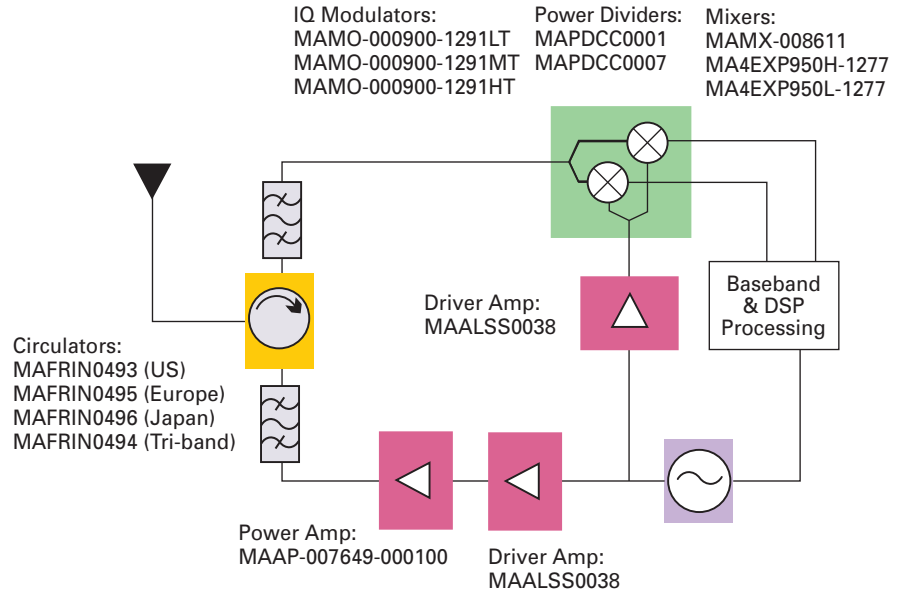 IQ Modulators:
MAMO-000900-1291LT
MAMO-000900-1291MT
MAMO-000900-1291HT
Power Dividers:
MAPDCC0001
MAPDCC0007
Mixers:
MAMX-008611
MA4EXP950H-1277
MA4EXP950L-1277
Driver Amp:
MAALSS0038
Baseband
& DSP
Processing
Circulators:
MAFRIN0493 (US)
MAFRIN0495 (Europe)
MAFRIN0496 (Japan)
MAFRIN0494 (Tri-band)
Power Amp:
MAAP-007649-000100
Driver Amp:
MAALSS0038